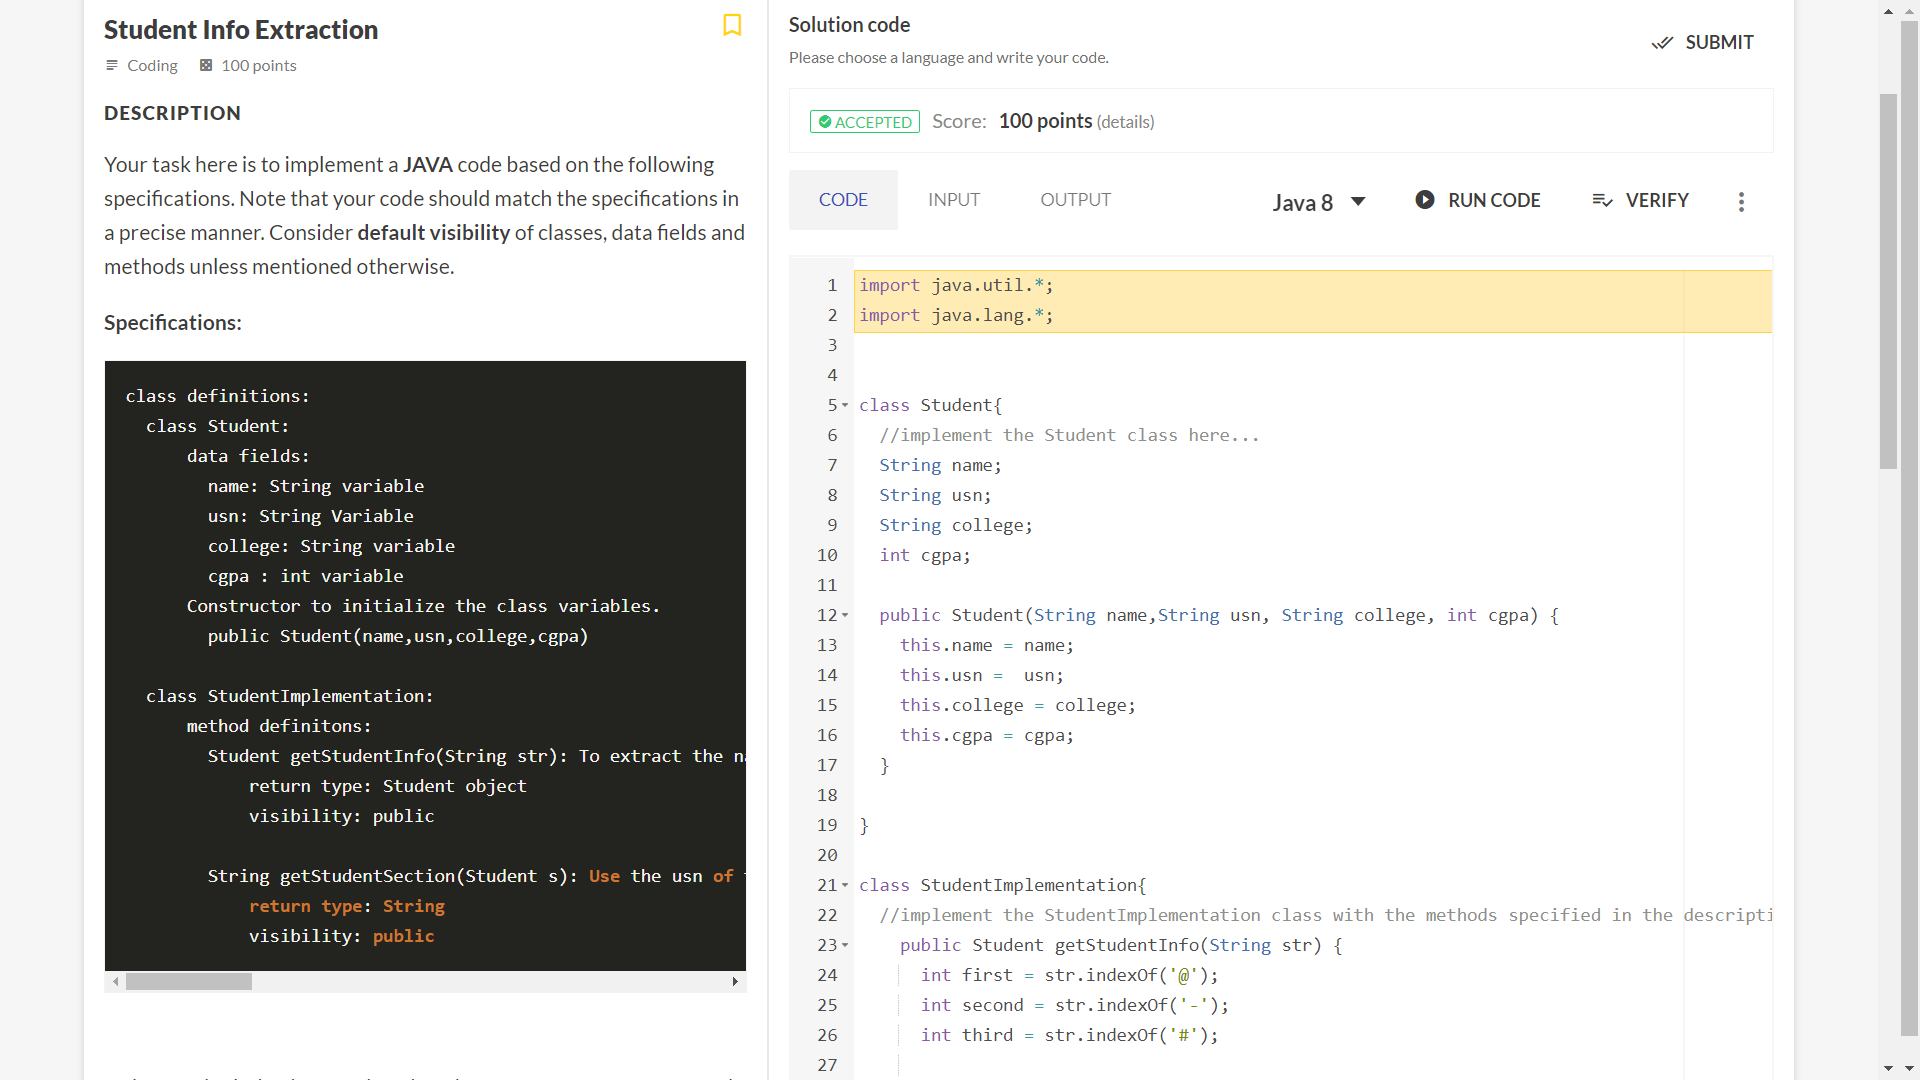 Student Info Extraction
Coding 100 points
DESCRIPTION
Your task here is to implement a JAVA code based on the following
specifications. Note that your code should match the specifications in
a precise manner. Consider default visibility of classes, data fields and
methods unless mentioned otherwise.
Specifications:
class definitions:
class Student:
data fields:
name: String variable
usn: String Variable
college: String variable
cgpa : int variable
Constructor to initialize the class variables.
public Student(name,usn,college,cgpa)
class StudentImplementation:
method definitons:
Student getStudentInfo(String str): To extract the
return type: Student object
visibility: public
String getStudentSection(Student s): Use the usn of
return type: String
visibility: public
Solution code
Please choose a language and write your code.
SUBMIT
ACCEPTED Score: 100 points (details)
CODE INPUT OUTPUT Java 8 RUN CODE VERIFY
1 import java.util.*;
2 import java.lang.*;
3
4
5 class Student{
6 //implement the Student class here...
7 String name;
8 String usn;
9 String college;
10 int cgpa;
11
12 public Student(String name,String usn, String college, int cgpa) {
13 this.name = name;
14 this.usn =  usn;
15 this.college = college;
16 this.cgpa = cgpa;
17 }
18
19 }
20
21 class StudentImplementation{
22 //implement the StudentImplementation class with the methods specified in the descripti
23 public Student getStudentInfo(String str) {
24 int first = str.indexOf('@');
25 int second = str.indexOf('-');
26 int third = str.indexOf('#');
27